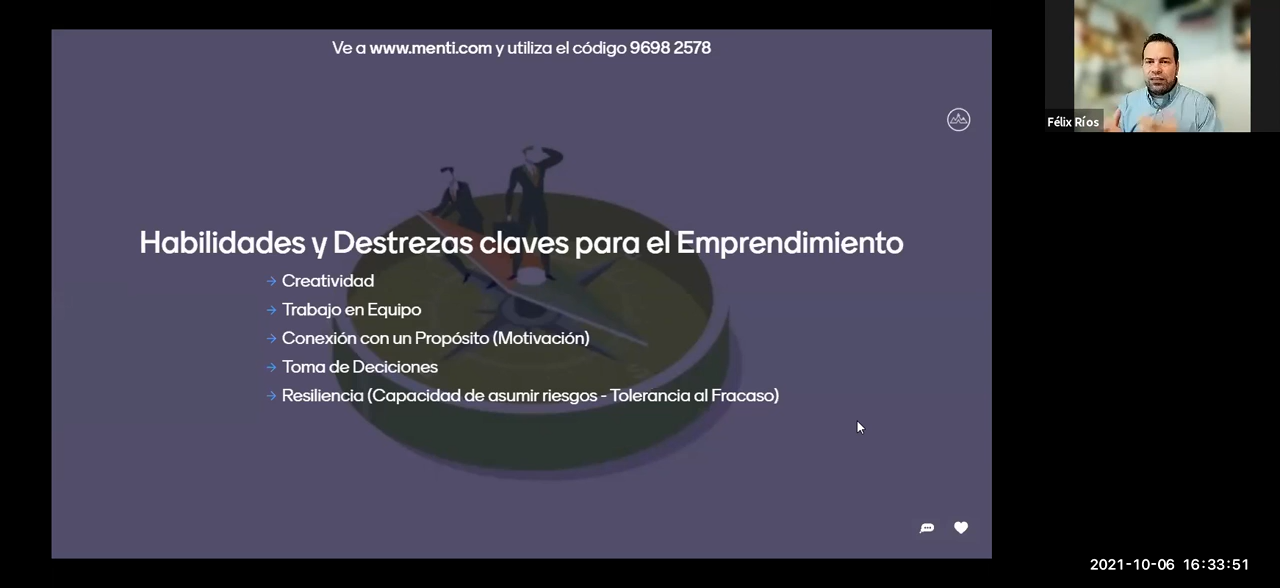 Ve a www.menti.com y utiliza el código 9698 2578
Félix Ríos
Habilidades y Destrezas claves para el Emprendimiento
→ Creatividad
→ Trabajo en Equipo
→ Conexión con un Propósito (Motivación)
→ Toma de Deciciones
→ Resiliencia (Capacidad de asumir riesgos - Tolerancia al Fracaso)
2021-10-06 16:33:51